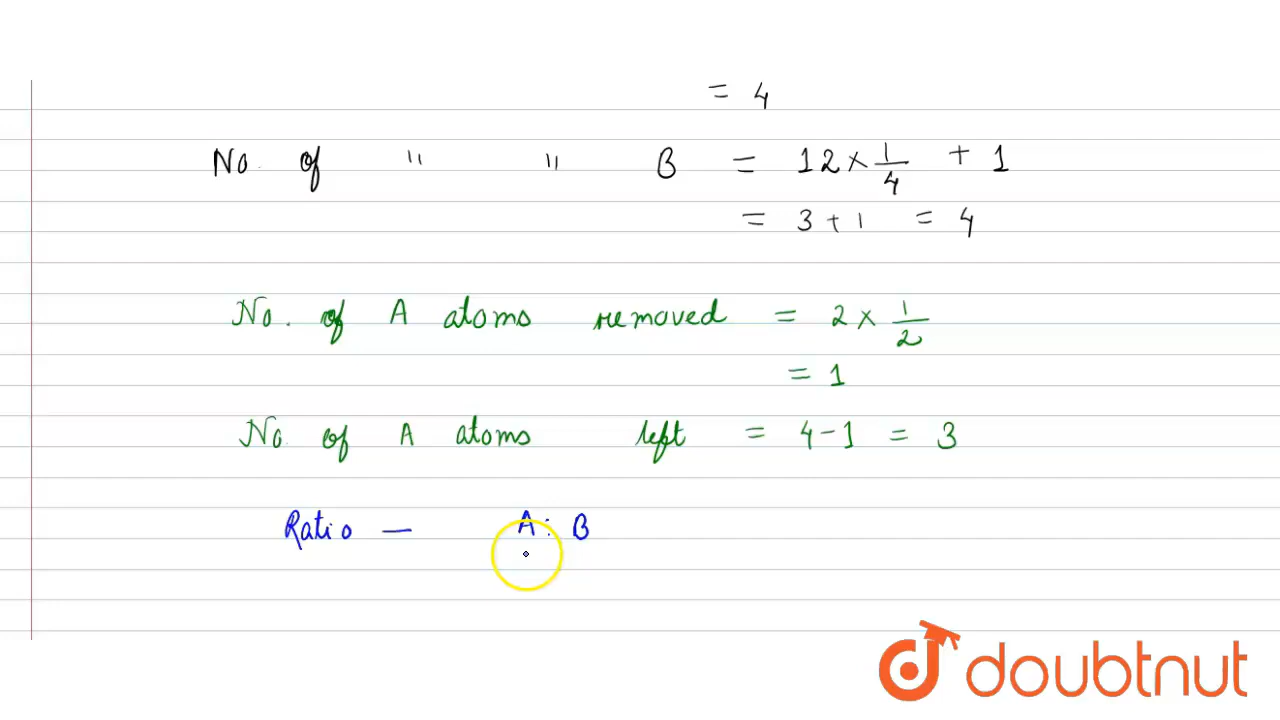 = 4
No. of " " B = 12 × 1/4 + 1
= 3 + 1 = 4
No. of A atoms removed = 2 × 1/2
= 1
No. of A atoms left = 4 - 1 = 3
Ratio — A : B
doubtnut